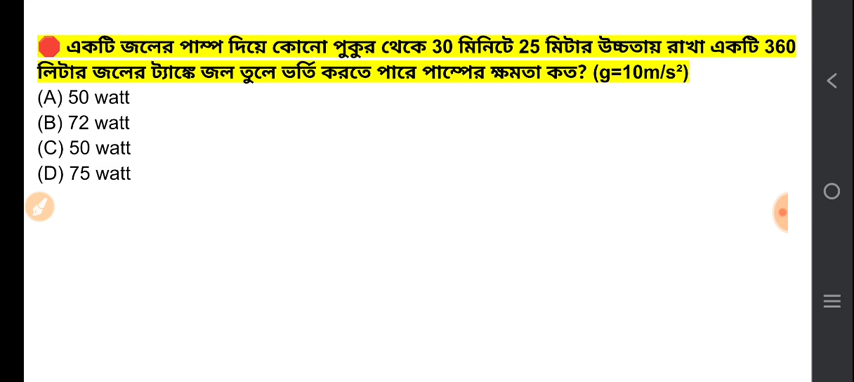 একটি জলের পাম্প দিয়ে কোনো পুকুর থেকে 30 মিনিটে 25 মিটার উচ্চতায় রাখা একটি 360
লিটার জলের ট্যাঙ্কে জল তুলে ভর্তি করতে পারে পাম্পের ক্ষমতা কত? (g=10m/s²)
(A) 50 watt
(B) 72 watt
(C) 50 watt
(D) 75 watt